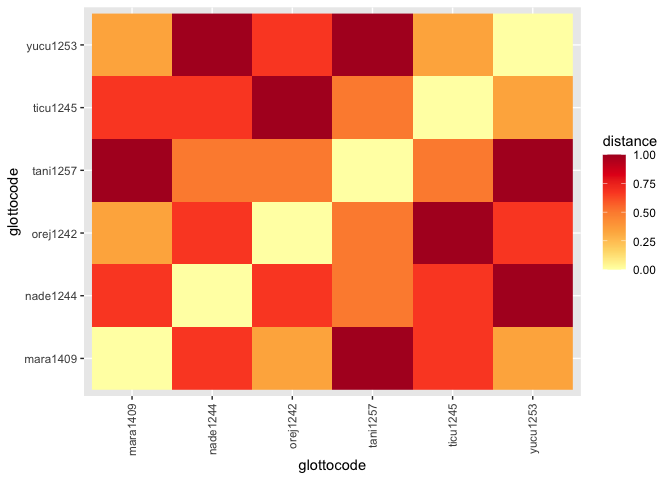 yucu1253
ticu1245
tani1257
orej1242
nade1244
mara1409
glottocode
mara1409
nade1244
orej1242
tani1257
ticu1245
yucu1253
glottocode
distance
1.00
0.75
0.50
0.25
0.00